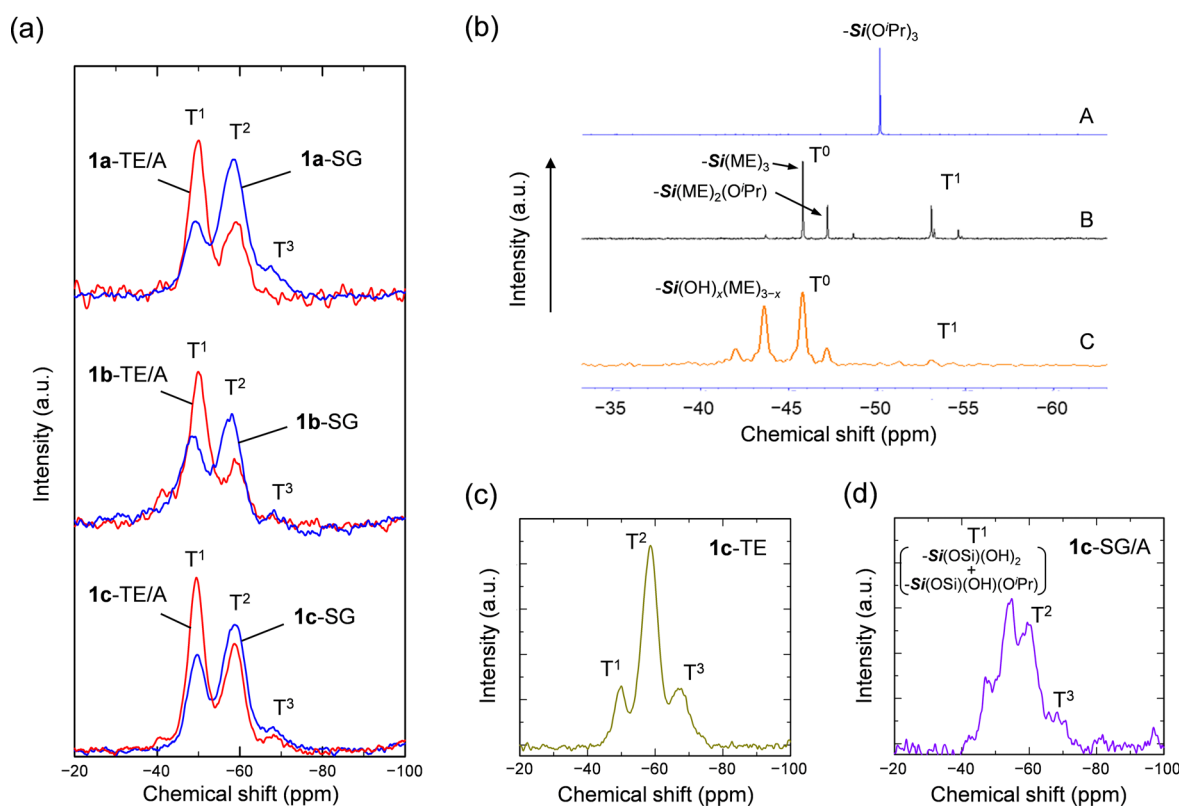 (a)
T¹
T²
1a-TE/A
1a-SG
T³
T¹
1b-TE/A
T²
1b-SG
T³
T¹
1c-TE/A
T²
1c-SG
T³
Intensity (a.u.)
−20 −40 −60 −80 −100
Chemical shift (ppm)
(b)
-Si(OⁱPr)₃
A
-Si(ME)₃
T⁰
-Si(ME)₂(OⁱPr)
T¹
B
-Si(OH)ₓ(ME)₃₋ₓ
T⁰
T¹
C
Intensity (a.u.)
−35 −40 −45 −50 −55 −60
Chemical shift (ppm)
(c)
T²
1c-TE
T¹
T³
Intensity (a.u.)
−20 −40 −60 −80 −100
Chemical shift (ppm)
(d)
T¹
1c-SG/A
-Si(OSi)(OH)₂
+
-Si(OSi)(OH)(OⁱPr)
T²
T³
Intensity (a.u.)
−20 −40 −60 −80 −100
Chemical shift (ppm)